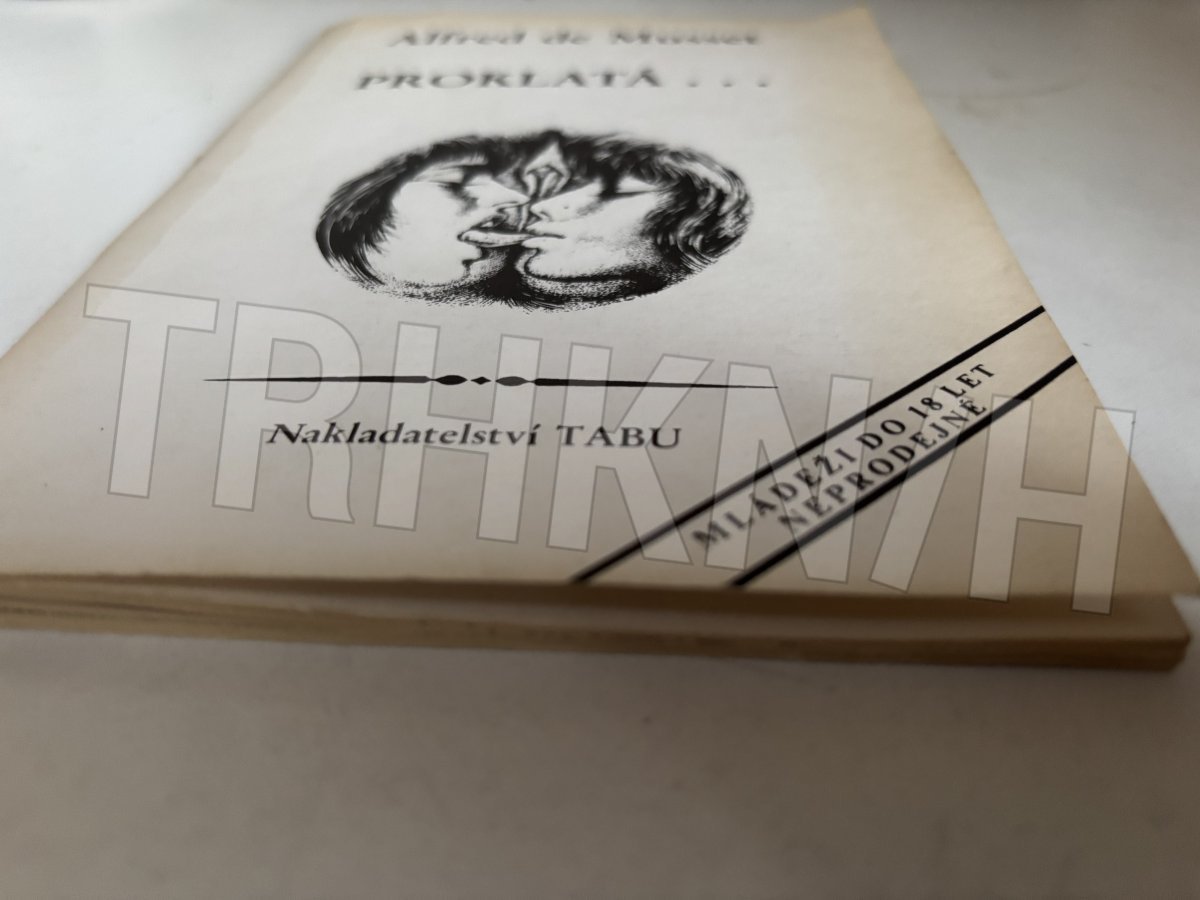 Alfred de Musset
PROKLATÁ . . .
Nakladatelství TABU
MLÁDEŽI DO 18 LET
NEPRODEJNÉ
TRHKNIH